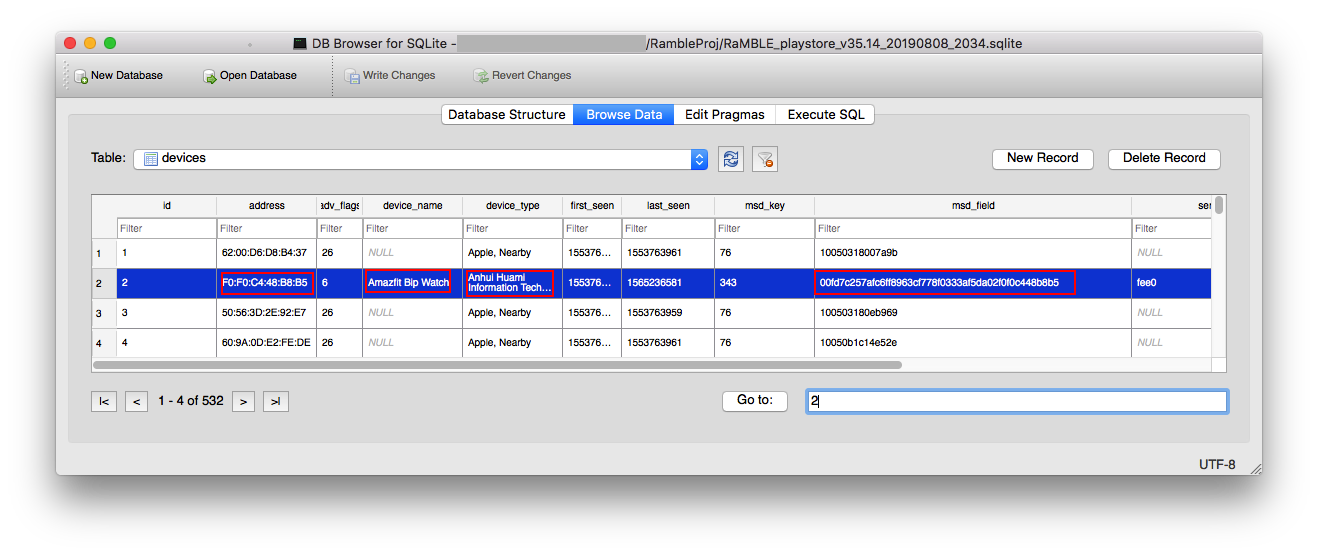 DB Browser for SQLite - /RambleProj/RaMBLE_playstore_v35.14_20190808_2034.sqlite
New Database Open Database Write Changes Revert Changes
Database Structure Browse Data Edit Pragmas Execute SQL
Table: devices New Record Delete Record
id address adv_flags device_name device_type first_seen last_seen msd_key msd_field ser
Filter Filter Filter Filter Filter Filter Filter Filter Filter Filter
1 1 62:00:D6:D8:B4:37 26 NULL Apple, Nearby 155376... 1553763961 76 10050318007a9b NULL
2 2 F0:F0:C4:48:B8:B5 6 Amazfit Bip Watch Anhui Huami
Information Tech... 155376... 1565236581 343 00fd7c257afc6ff8963cf778f0333af5da02f0f0c448b8b5 fee0
3 3 50:56:3D:2E:92:E7 26 NULL Apple, Nearby 155376... 1553763959 76 100503180eb969 NULL
4 4 60:9A:0D:E2:FE:DE 26 NULL Apple, Nearby 155376... 1553763961 76 10050b1c14e52e NULL
|< < 1 - 4 of 532 > >| Go to: 2
UTF-8